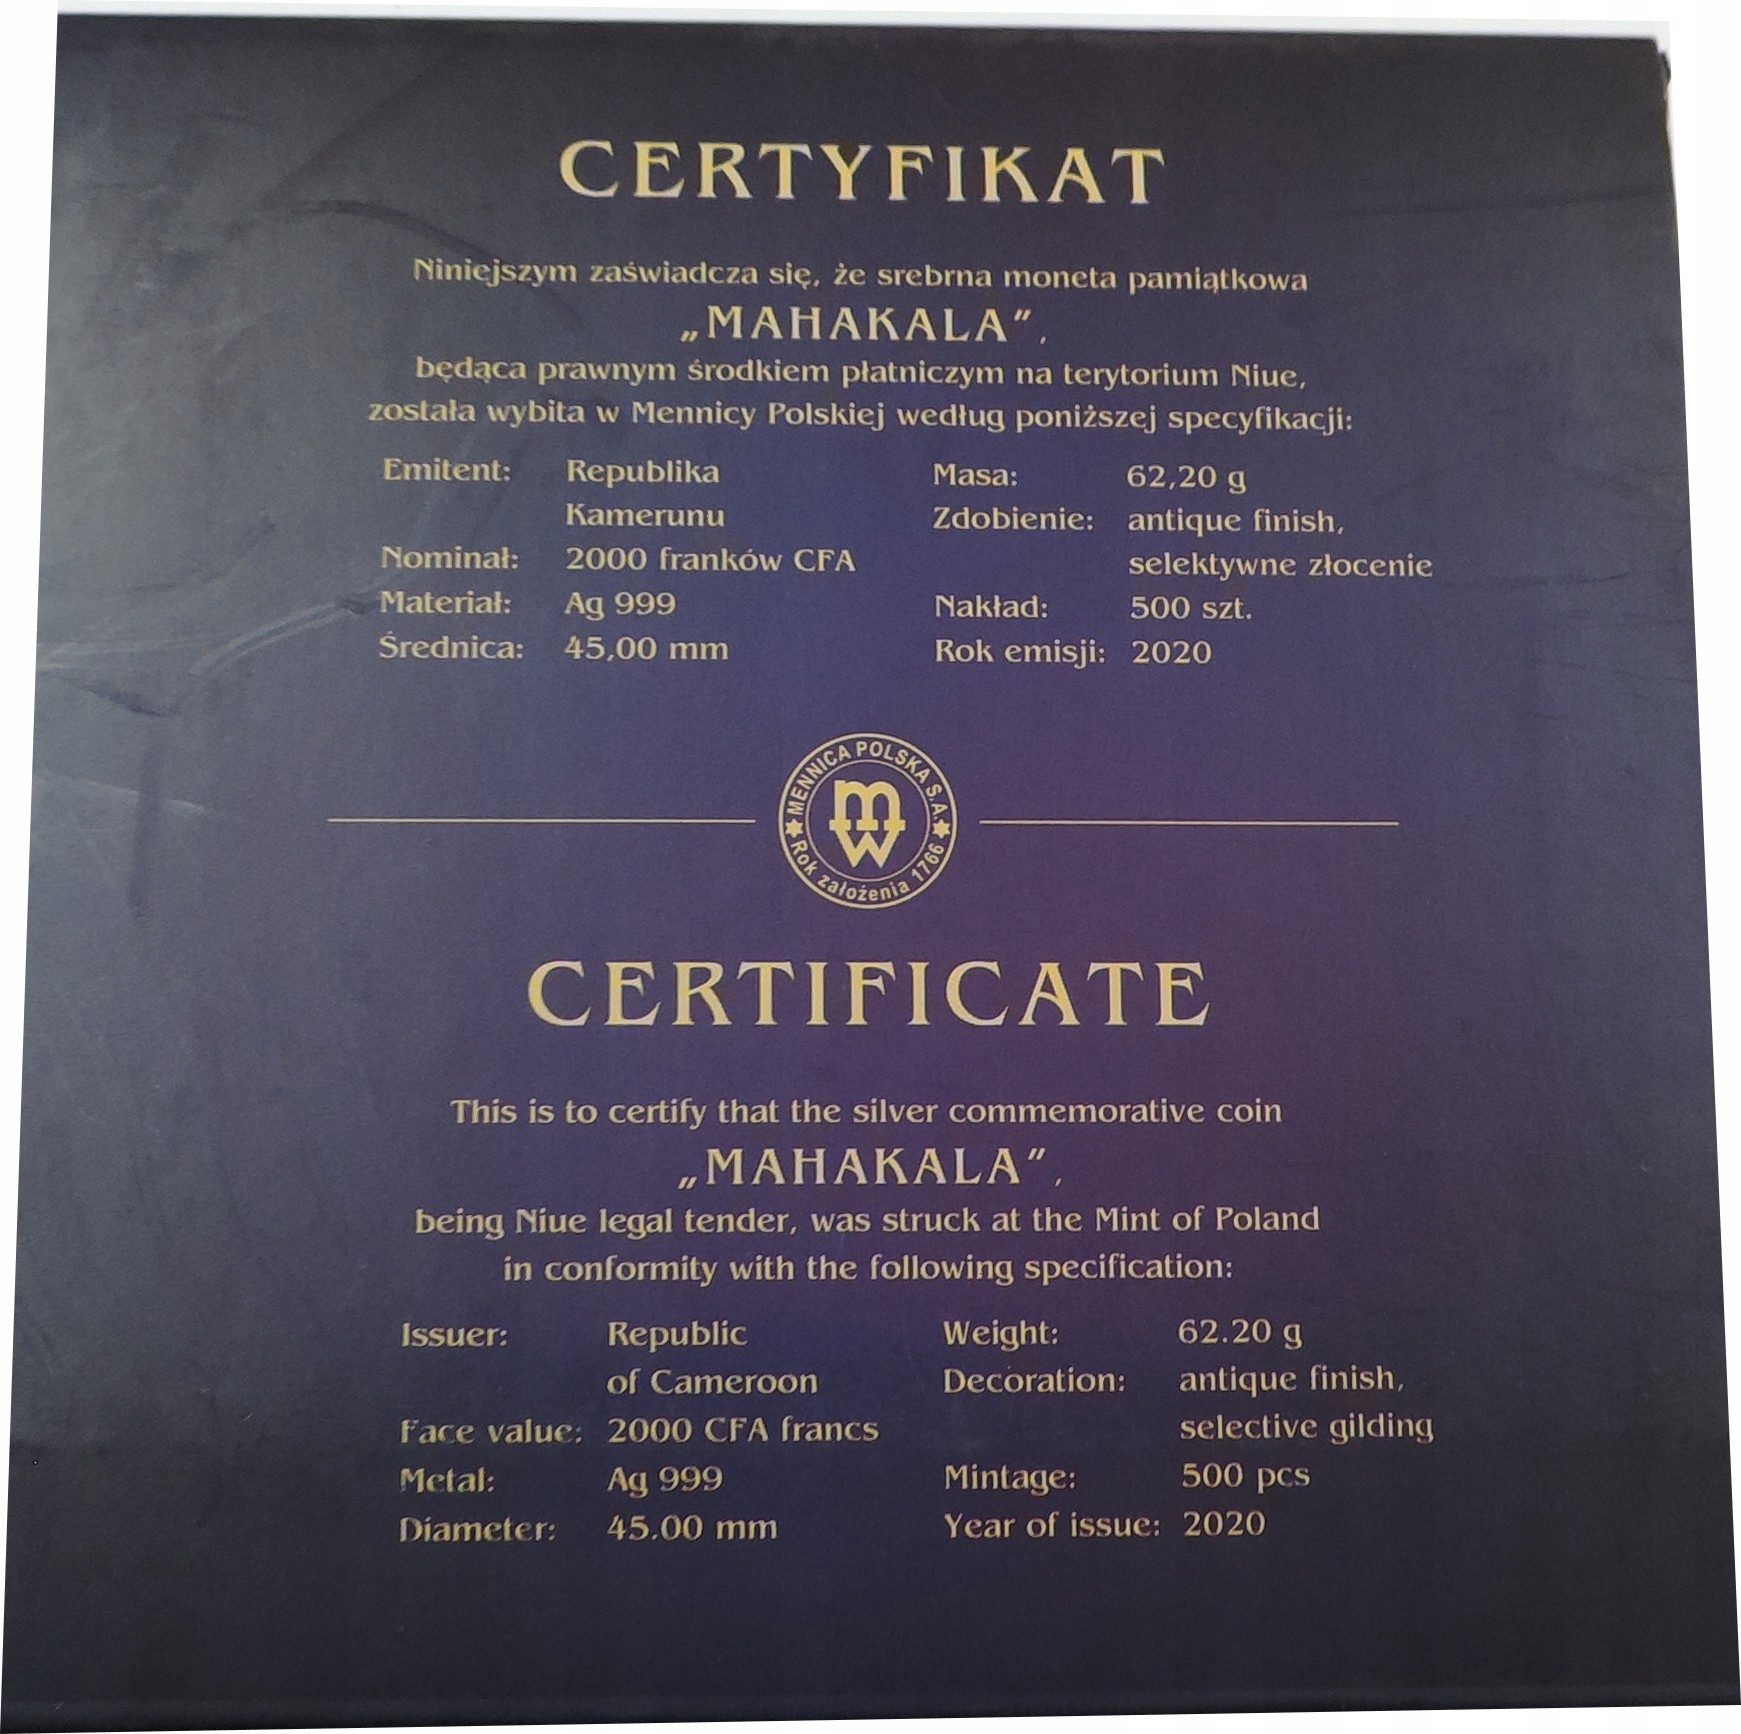 CERTYFIKAT
Niniejszym zaświadcza się, że srebrna moneta pamiątkowa
„MAHAKALA",
będąca prawnym środkiem płatniczym na terytorium Niue,
została wybita w Mennicy Polskiej według poniższej specyfikacji:
Emitent: Republika
Kamerunu
Nominał: 2000 franków CFA
Materiał: Ag 999
Średnica: 45,00 mm
Masa: 62,20 g
Zdobienie: antique finish,
selektywne złocenie
Nakład: 500 szt.
Rok emisji: 2020
MENNICA POLSKA S.A.
mw
Rok założenia 1766
CERTIFICATE
This is to certify that the silver commemorative coin
„MAHAKALA",
being Niue legal tender, was struck at the Mint of Poland
in conformity with the following specification:
Issuer: Republic
of Cameroon
Face value: 2000 CFA francs
Metal: Ag 999
Diameter: 45.00 mm
Weight: 62.20 g
Decoration: antique finish,
selective gilding
Mintage: 500 pcs
Year of issue: 2020